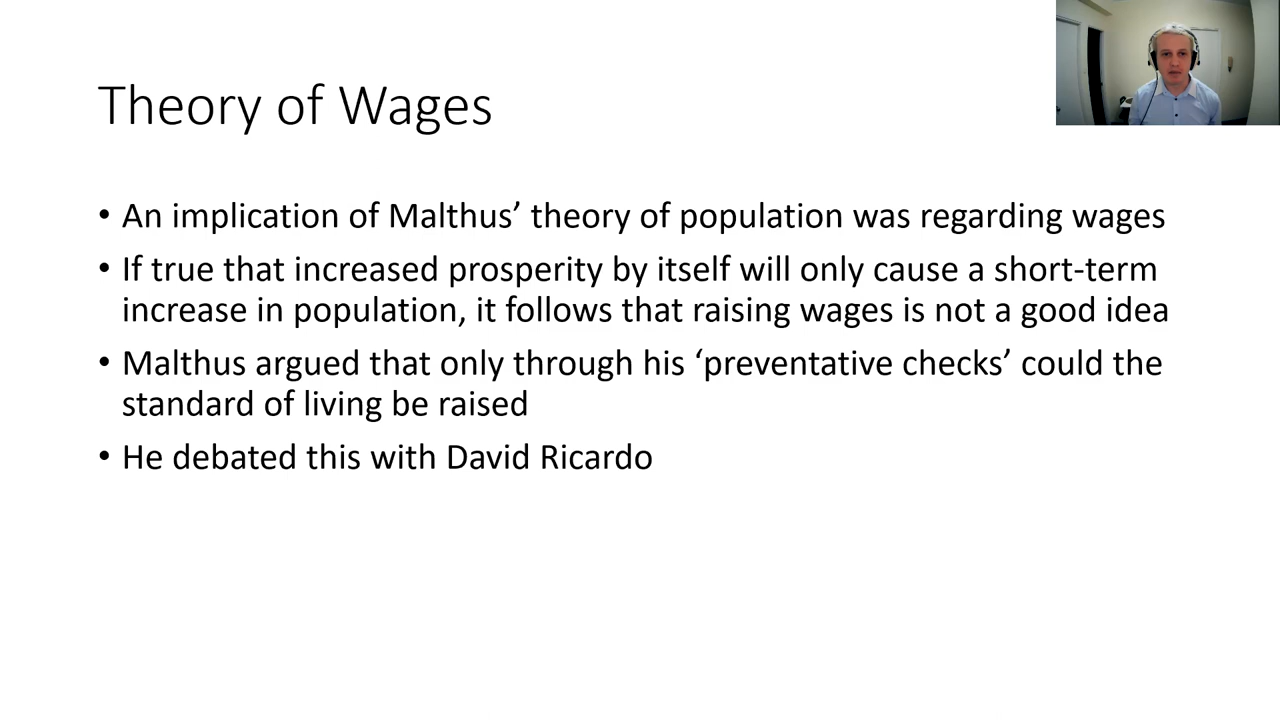 Theory of Wages
• An implication of Malthus’ theory of population was regarding wages
• If true that increased prosperity by itself will only cause a short-term
increase in population, it follows that raising wages is not a good idea
• Malthus argued that only through his ‘preventative checks’ could the
standard of living be raised
• He debated this with David Ricardo